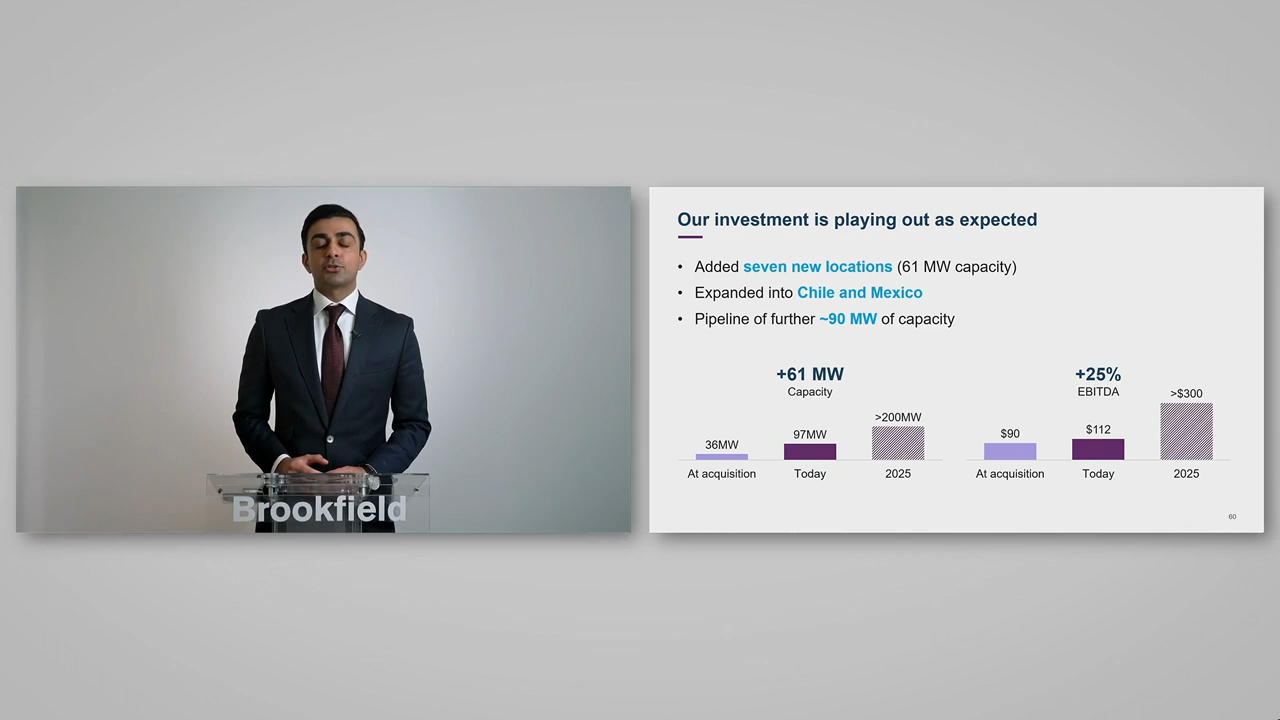 Brookfield
Our investment is playing out as expected
• Added seven new locations (61 MW capacity)
• Expanded into Chile and Mexico
• Pipeline of further ~90 MW of capacity
+61 MW
Capacity
36MW
97MW
>200MW
At acquisition
Today
2025
+25%
EBITDA
$90
$112
>$300
At acquisition
Today
2025
60